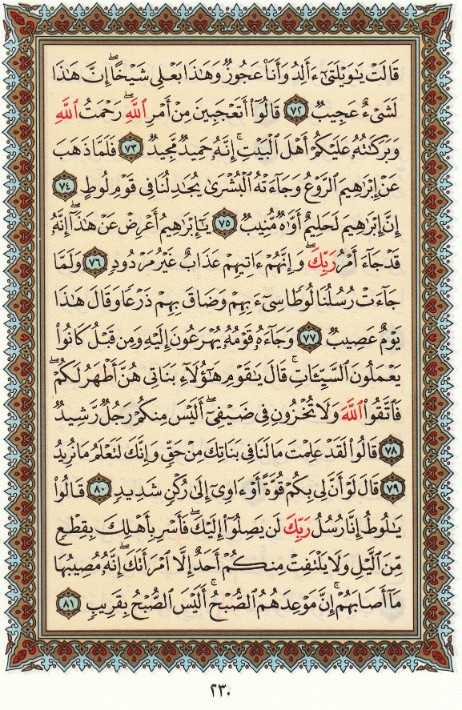 قَالَتْ يَٰوَيْلَتَىٰٓ ءَأَلِدُ وَأَنَا۠ عَجُوزٌ وَهَٰذَا بَعْلِى شَيْخًا ۖ إِنَّ هَٰذَا
لَشَىْءٌ عَجِيبٌ ٧٢ قَالُوٓا۟ أَتَعْجَبِينَ مِنْ أَمْرِ ٱللَّهِ ۖ رَحْمَتُ ٱللَّهِ
وَبَرَكَٰتُهُۥ عَلَيْكُمْ أَهْلَ ٱلْبَيْتِ ۚ إِنَّهُۥ حَمِيدٌ مَّجِيدٌ ٧٣ فَلَمَّا ذَهَبَ
عَنْ إِبْرَٰهِيمَ ٱلرَّوْعُ وَجَآءَتْهُ ٱلْبُشْرَىٰ يُجَٰدِلُنَا فِى قَوْمِ لُوطٍ ٧٤
إِنَّ إِبْرَٰهِيمَ لَحَلِيمٌ أَوَّٰهٌ مُّنِيبٌ ٧٥ يَٰٓإِبْرَٰهِيمُ أَعْرِضْ عَنْ هَٰذَآ ۖ إِنَّهُۥ
قَدْ جَآءَ أَمْرُ رَبِّكَ ۖ وَإِنَّهُمْ ءَاتِيهِمْ عَذَابٌ غَيْرُ مَرْدُودٍ ٧٦ وَلَمَّا
جَآءَتْ رُسُلُنَا لُوطًا سِىٓءَ بِهِمْ وَضَاقَ بِهِمْ ذَرْعًا وَقَالَ هَٰذَا
يَوْمٌ عَصِيبٌ ٧٧ وَجَآءَهُۥ قَوْمُهُۥ يُهْرَعُونَ إِلَيْهِ وَمِن قَبْلُ كَانُوا۟
يَعْمَلُونَ ٱلسَّيِّـَٔاتِ ۚ قَالَ يَٰقَوْمِ هَٰٓؤُلَآءِ بَنَاتِى هُنَّ أَطْهَرُ لَكُمْ ۖ
فَٱتَّقُوا۟ ٱللَّهَ وَلَا تُخْزُونِ فِى ضَيْفِىٓ ۖ أَلَيْسَ مِنكُمْ رَجُلٌ رَّشِيدٌ
٧٨ قَالُوا۟ لَقَدْ عَلِمْتَ مَا لَنَا فِى بَنَاتِكَ مِنْ حَقٍّ وَإِنَّكَ لَتَعْلَمُ مَا نُرِيدُ
٧٩ قَالَ لَوْ أَنَّ لِى بِكُمْ قُوَّةً أَوْ ءَاوِىٓ إِلَىٰ رُكْنٍ شَدِيدٍ ٨٠ قَالُوا۟
يَٰلُوطُ إِنَّا رُسُلُ رَبِّكَ لَن يَصِلُوٓا۟ إِلَيْكَ ۖ فَأَسْرِ بِأَهْلِكَ بِقِطْعٍ
مِّنَ ٱلَّيْلِ وَلَا يَلْتَفِتْ مِنكُمْ أَحَدٌ إِلَّا ٱمْرَأَتَكَ ۖ إِنَّهُۥ مُصِيبُهَا
مَآ أَصَابَهُمْ ۚ إِنَّ مَوْعِدَهُمُ ٱلصُّبْحُ ۚ أَلَيْسَ ٱلصُّبْحُ بِقَرِيبٍ ٨١
٢٣٠